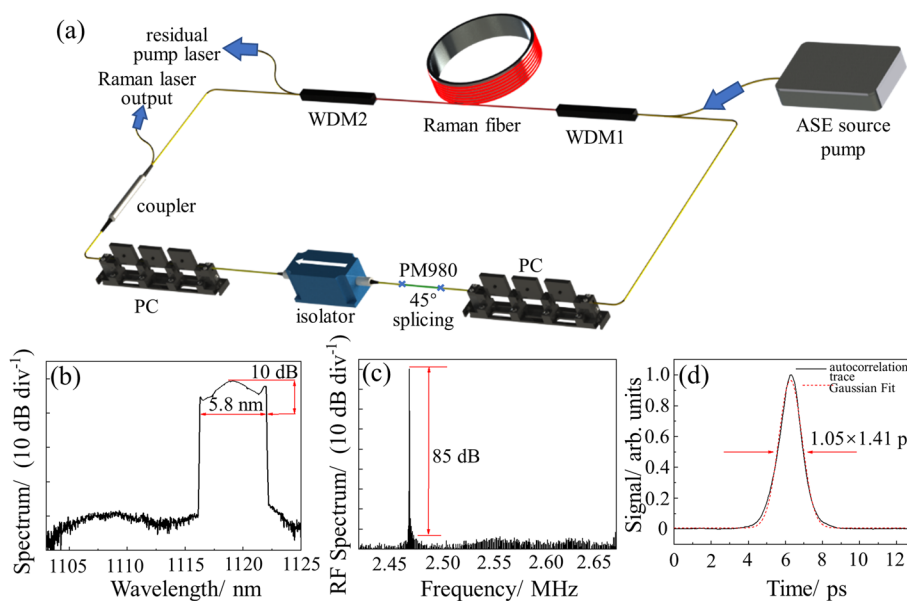 (a)
residual
pump laser
Raman laser
output
WDM2
Raman fiber
WDM1
ASE source
pump
coupler
PC
isolator
PM980
45°
splicing
PC
(b)
10 dB
5.8 nm
Spectrum/ (10 dB div-1)
1105 1110 1115 1120 1125
Wavelength/ nm
(c)
85 dB
RF Spectrum/ (10 dB div-1)
2.45 2.50 2.55 2.60 2.65
Frequency/ MHz
(d)
autocorrelation
trace
Gaussian Fit
1.05×1.41 p
Signal/ arb. units
1.0
0.8
0.6
0.4
0.2
0
0 2 4 6 8 10 12
Time/ ps